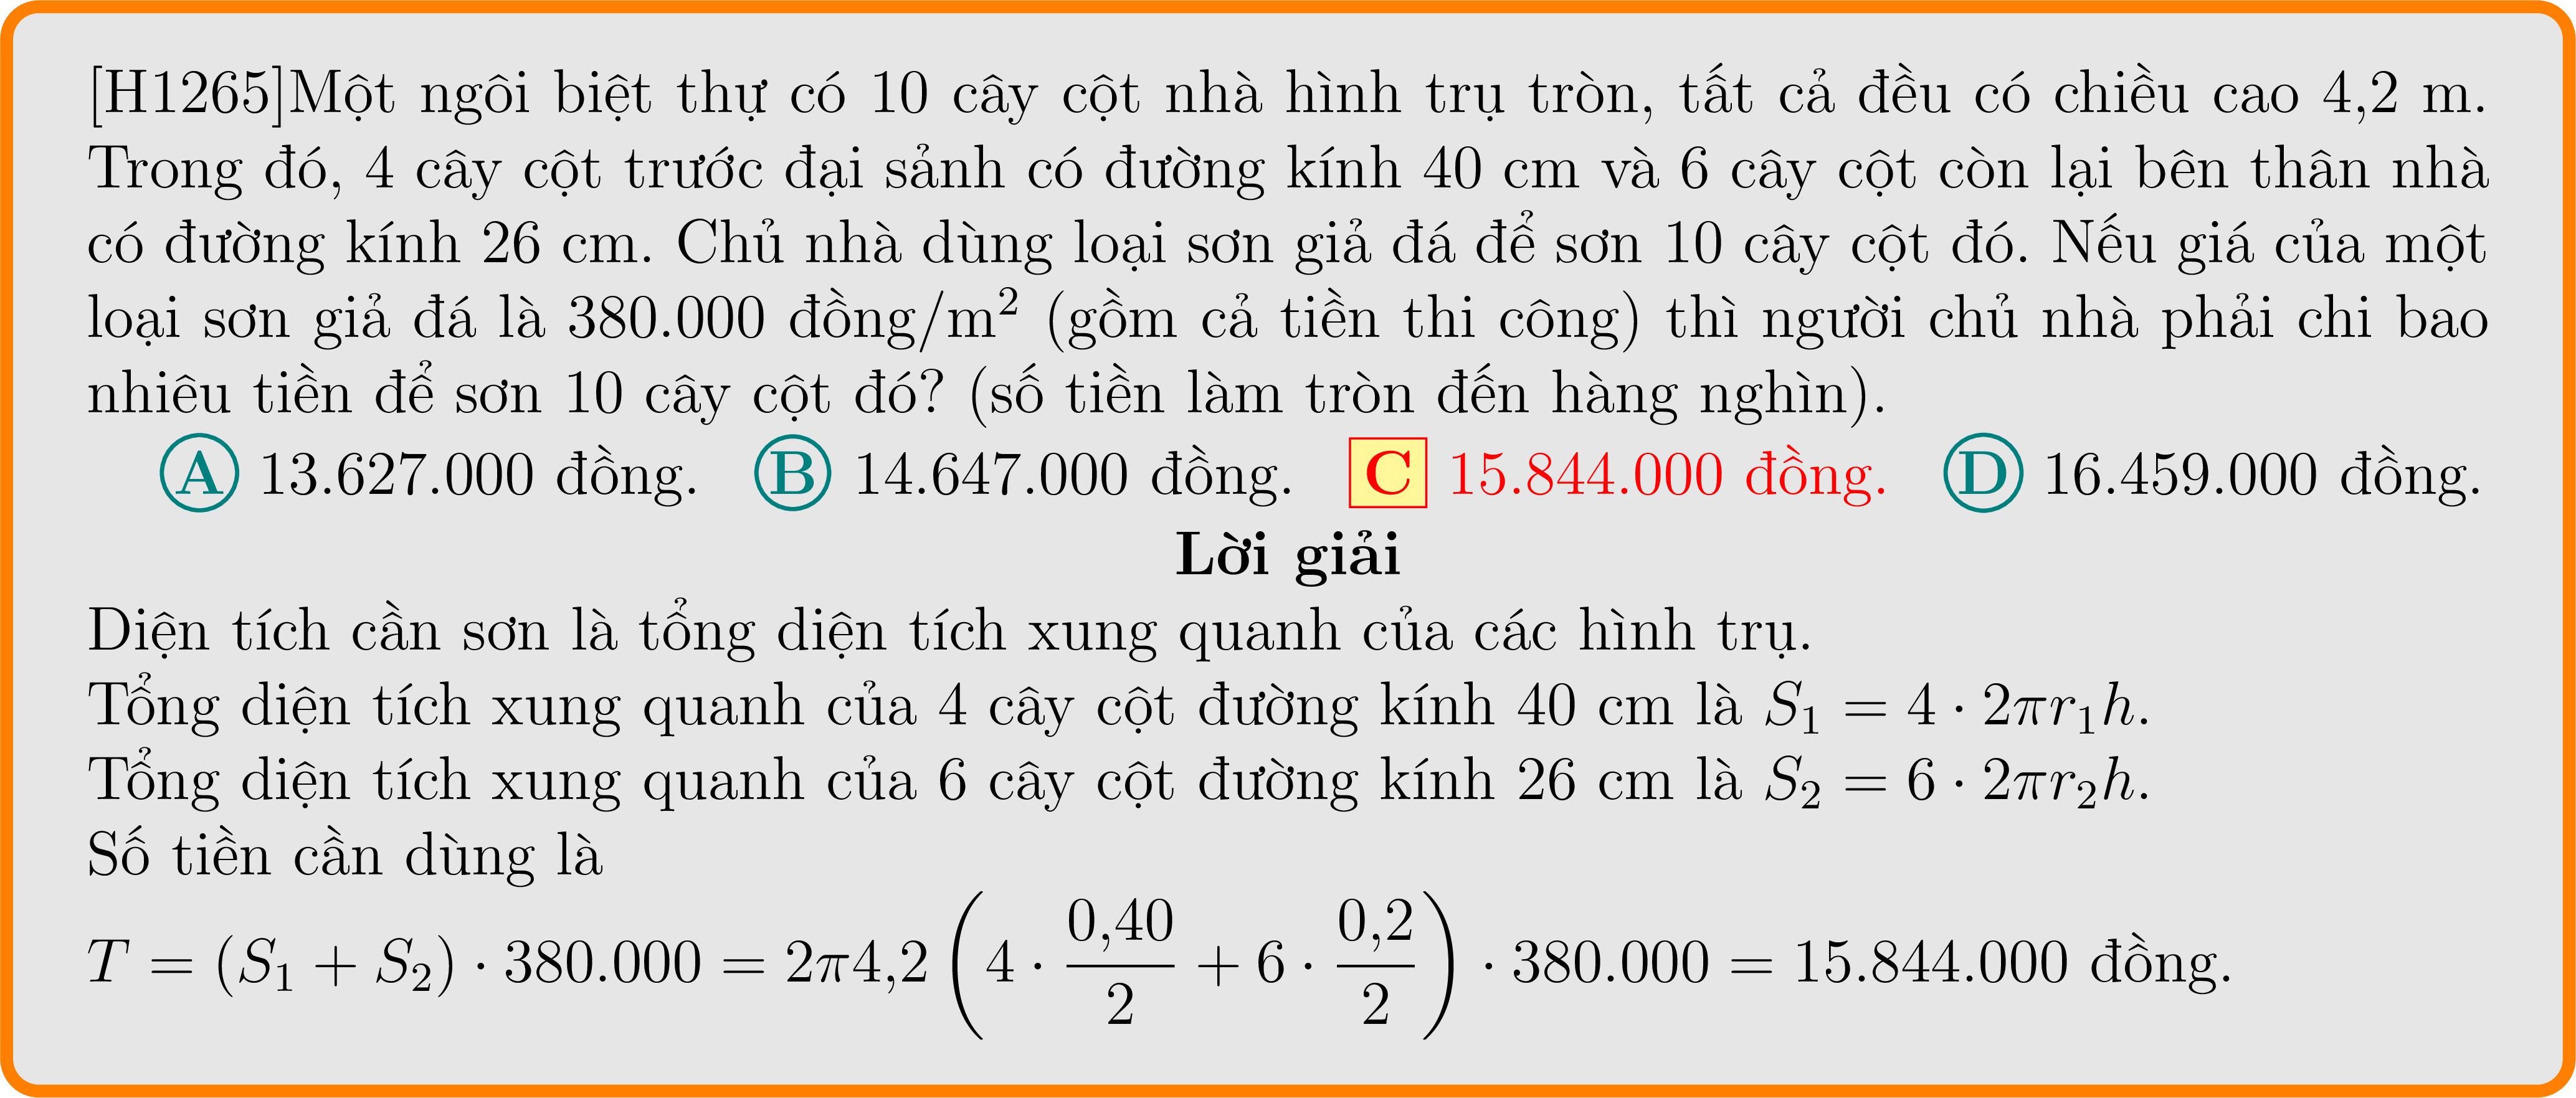 [H1265]Một ngôi biệt thự có 10 cây cột nhà hình trụ tròn, tất cả đều có chiều cao 4,2 m.
Trong đó, 4 cây cột trước đại sảnh có đường kính 40 cm và 6 cây cột còn lại bên thân nhà
có đường kính 26 cm. Chủ nhà dùng loại sơn giả đá để sơn 10 cây cột đó. Nếu giá của một
loại sơn giả đá là 380.000 đồng/m² (gồm cả tiền thi công) thì người chủ nhà phải chi bao
nhiêu tiền để sơn 10 cây cột đó? (số tiền làm tròn đến hàng nghìn).
A 13.627.000 đồng. B 14.647.000 đồng. C 15.844.000 đồng. D 16.459.000 đồng.
Lời giải
Diện tích cần sơn là tổng diện tích xung quanh của các hình trụ.
Tổng diện tích xung quanh của 4 cây cột đường kính 40 cm là $S_1 = 4 \cdot 2\pi r_1 h$.
Tổng diện tích xung quanh của 6 cây cột đường kính 26 cm là $S_2 = 6 \cdot 2\pi r_2 h$.
Số tiền cần dùng là
$T = (S_1 + S_2) \cdot 380.000 = 2\pi 4,2 \left( 4 \cdot \frac{0,40}{2} + 6 \cdot \frac{0,2}{2} \right) \cdot 380.000 = 15.844.000$ đồng.